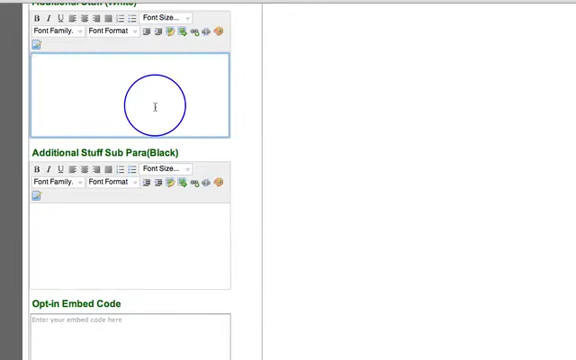 Additional Stuff (White)
B I U Font Size...
Font Family. Font Format
Additional Stuff Sub Para(Black)
B I U Font Size...
Font Family. Font Format
Opt-in Embed Code
Enter your embed code here